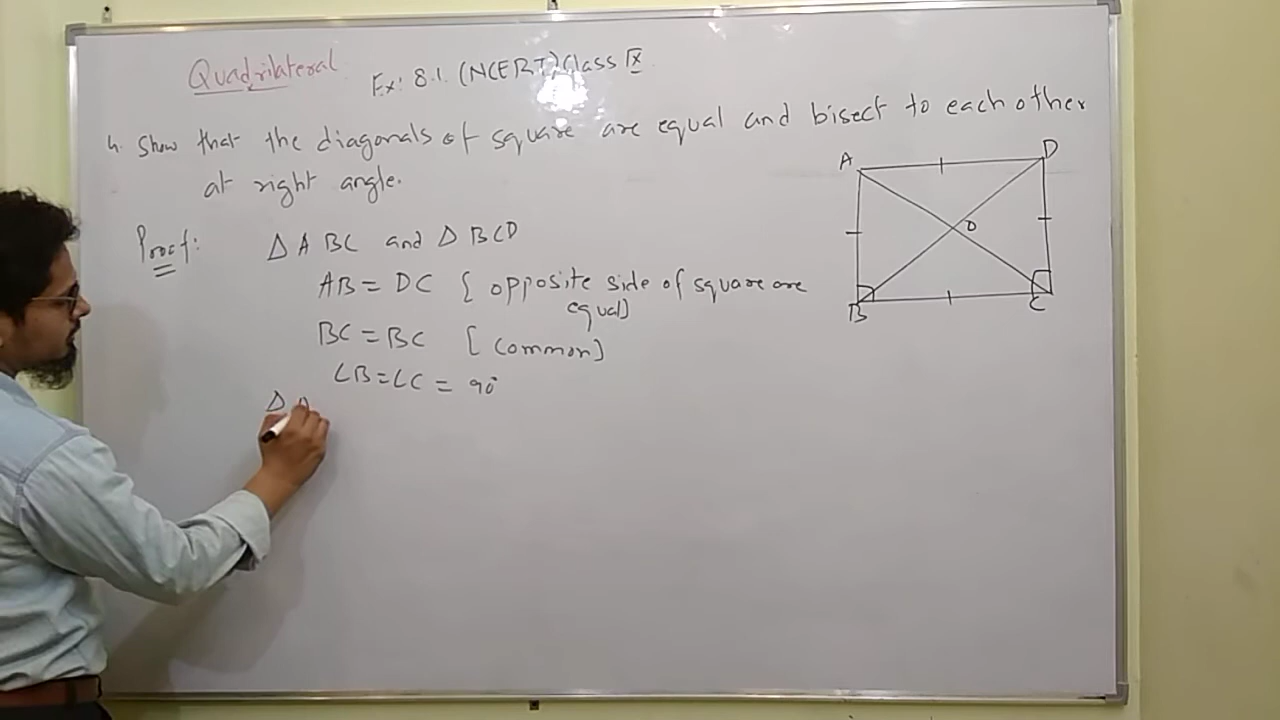 Quadrilateral Ex: 8.1. (NCERT) Class IX
4. Show that the diagonals of square are equal and bisect to each other
at right angle.
Proof: Δ ABC and Δ BCD
AB = DC { opposite side of square are
equal]
BC = BC [common]
∠B = ∠C = 90°
Δ A
A D
O
B C